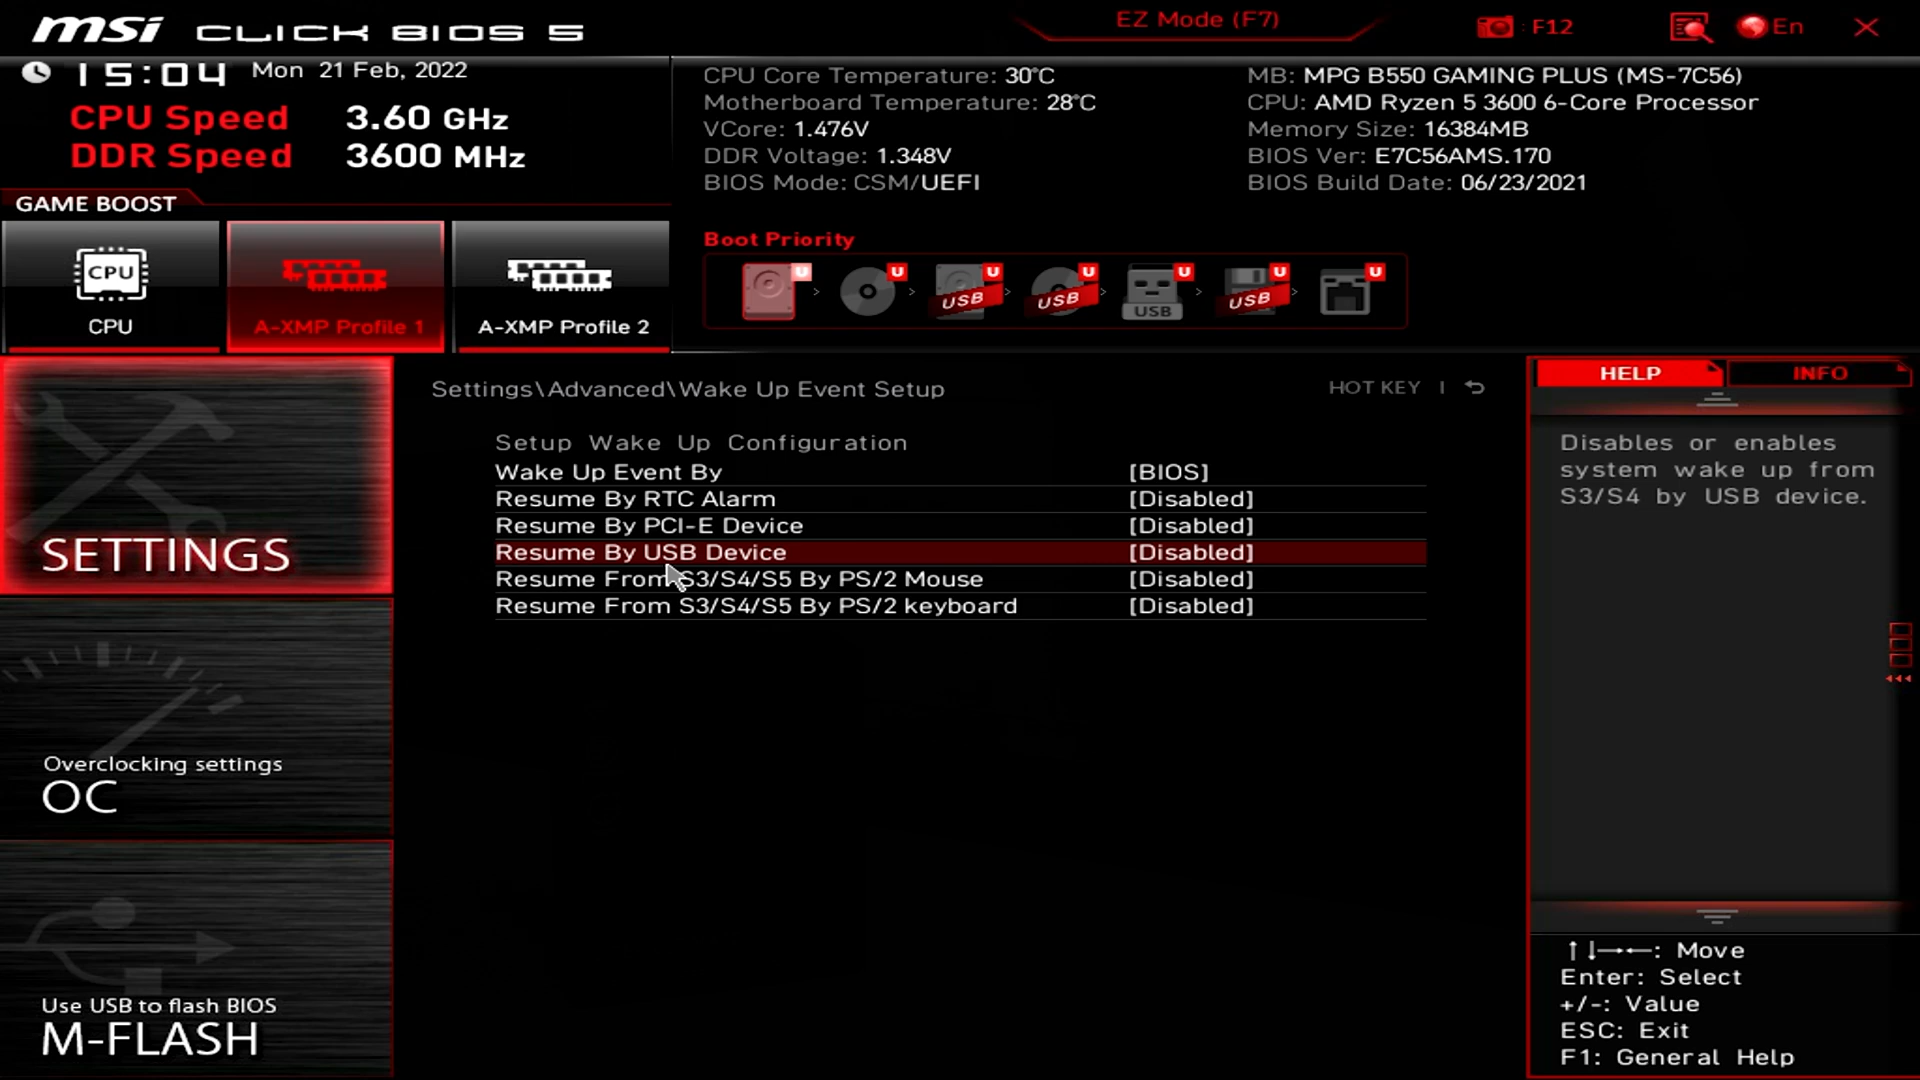 msi CLICK BIOS 5
EZ Mode (F7)
: F12
En
15:04 Mon 21 Feb, 2022
CPU Speed 3.60 GHz
DDR Speed 3600 MHz
CPU Core Temperature: 30°C
Motherboard Temperature: 28°C
VCore: 1.476V
DDR Voltage: 1.348V
BIOS Mode: CSM/UEFI
MB: MPG B550 GAMING PLUS (MS-7C56)
CPU: AMD Ryzen 5 3600 6-Core Processor
Memory Size: 16384MB
BIOS Ver: E7C56AMS.170
BIOS Build Date: 06/23/2021
GAME BOOST
CPU
CPU
A-XMP Profile 1
A-XMP Profile 2
Boot Priority
U U U U U U U
USB USB USB USB
SETTINGS
Overclocking settings
OC
Use USB to flash BIOS
M-FLASH
Settings\Advanced\Wake Up Event Setup
HOT KEY |
Setup Wake Up Configuration
Wake Up Event By [BIOS]
Resume By RTC Alarm [Disabled]
Resume By PCI-E Device [Disabled]
Resume By USB Device [Disabled]
Resume From S3/S4/S5 By PS/2 Mouse [Disabled]
Resume From S3/S4/S5 By PS/2 keyboard [Disabled]
HELP
INFO
Disables or enables
system wake up from
S3/S4 by USB device.
↑↓→←: Move
Enter: Select
+/-: Value
ESC: Exit
F1: General Help